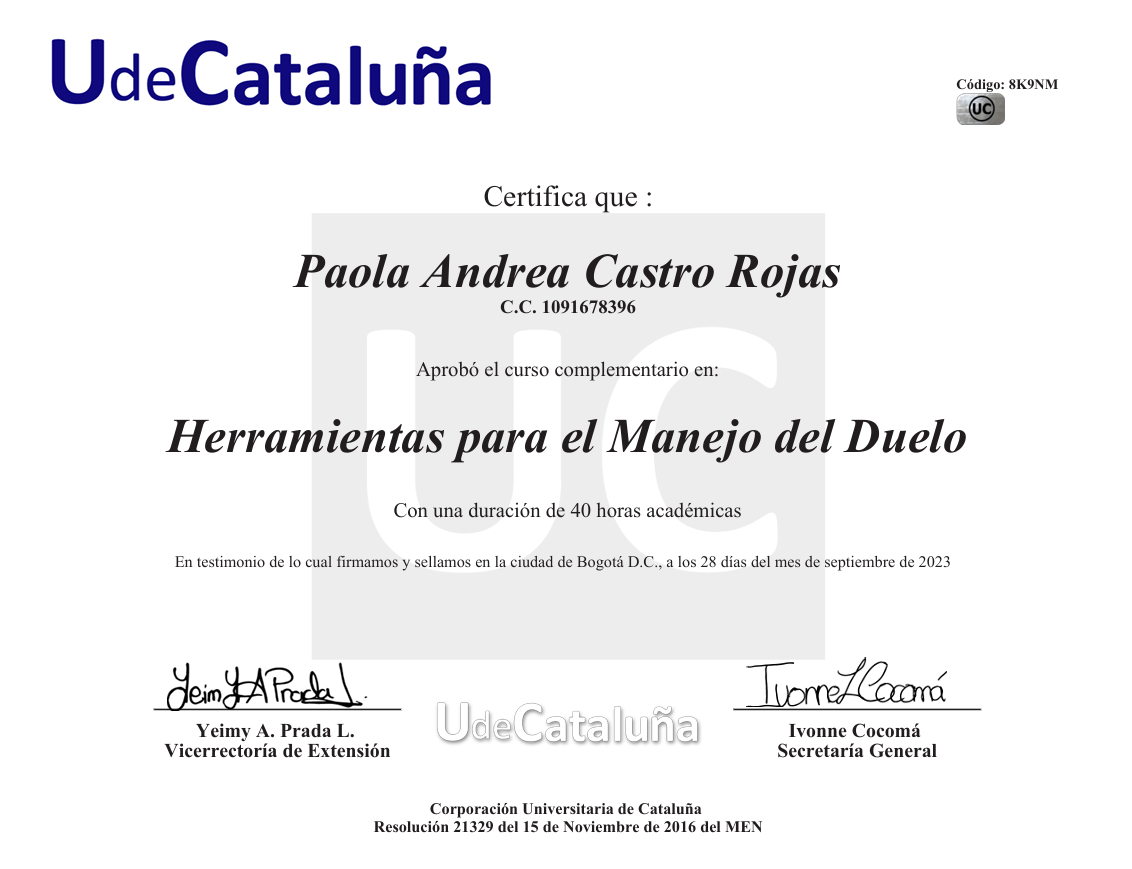 UdeCataluña
Código: 8K9NM
UC
Certifica que :
Paola Andrea Castro Rojas
C.C. 1091678396
Aprobó el curso complementario en:
Herramientas para el Manejo del Duelo
UC
Con una duración de 40 horas académicas
En testimonio de lo cual firmamos y sellamos en la ciudad de Bogotá D.C., a los 28 días del mes de septiembre de 2023
Yeim Y A Prada L.
Ivonne L Cocomá
Yeimy A. Prada L.
Vicerrectoría de Extensión
UdeCataluña
Ivonne Cocomá
Secretaría General
Corporación Universitaria de Cataluña
Resolución 21329 del 15 de Noviembre de 2016 del MEN